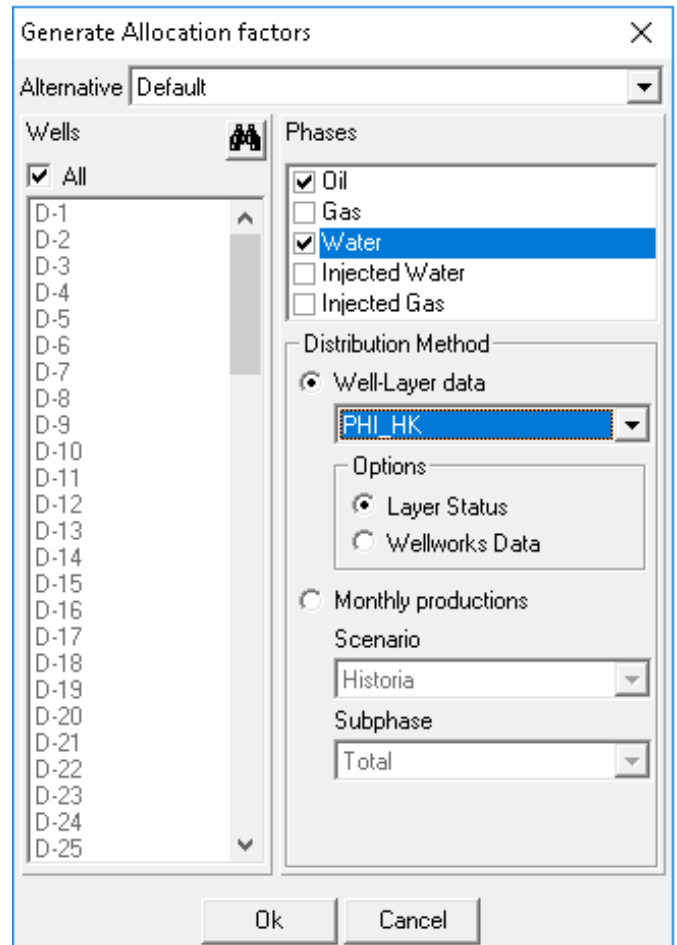 Generate Allocation factors
Alternative Default
Wells
All
D-1
D-2
D-3
D-4
D-5
D-6
D-7
D-8
D-9
D-10
D-11
D-12
D-13
D-14
D-15
D-16
D-17
D-18
D-19
D-20
D-21
D-22
D-23
D-24
D-25
Phases
Oil
Gas
Water
Injected Water
Injected Gas
Distribution Method
Well-Layer data
PHI_HK
Options
Layer Status
Wellworks Data
Monthly productions
Scenario
Historia
Subphase
Total
Ok Cancel